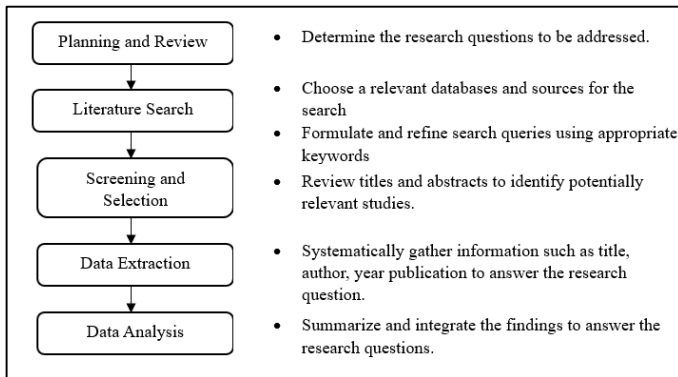 Planning and Review
• Determine the research questions to be addressed.
Literature Search
• Choose a relevant databases and sources for the
search
• Formulate and refine search queries using appropriate
keywords
Screening and
Selection
• Review titles and abstracts to identify potentially
relevant studies.
Data Extraction
• Systematically gather information such as title,
author, year publication to answer the research
question.
Data Analysis
• Summarize and integrate the findings to answer the
research questions.